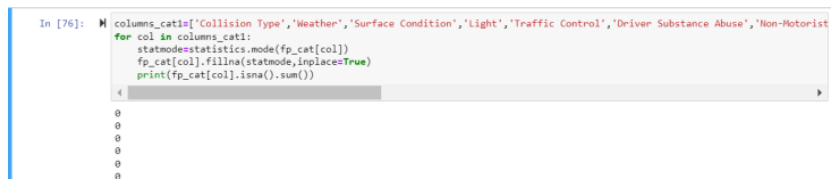 In [76]:
columns_cat1=['Collision Type','Weather','Surface Condition','Light','Traffic Control','Driver Substance Abuse','Non-Motorist
for col in columns_cat1:
    statmode=statistics.mode(fp_cat[col])
    fp_cat[col].fillna(statmode,inplace=True)
    print(fp_cat[col].isna().sum())
0
0
0
0
0
0